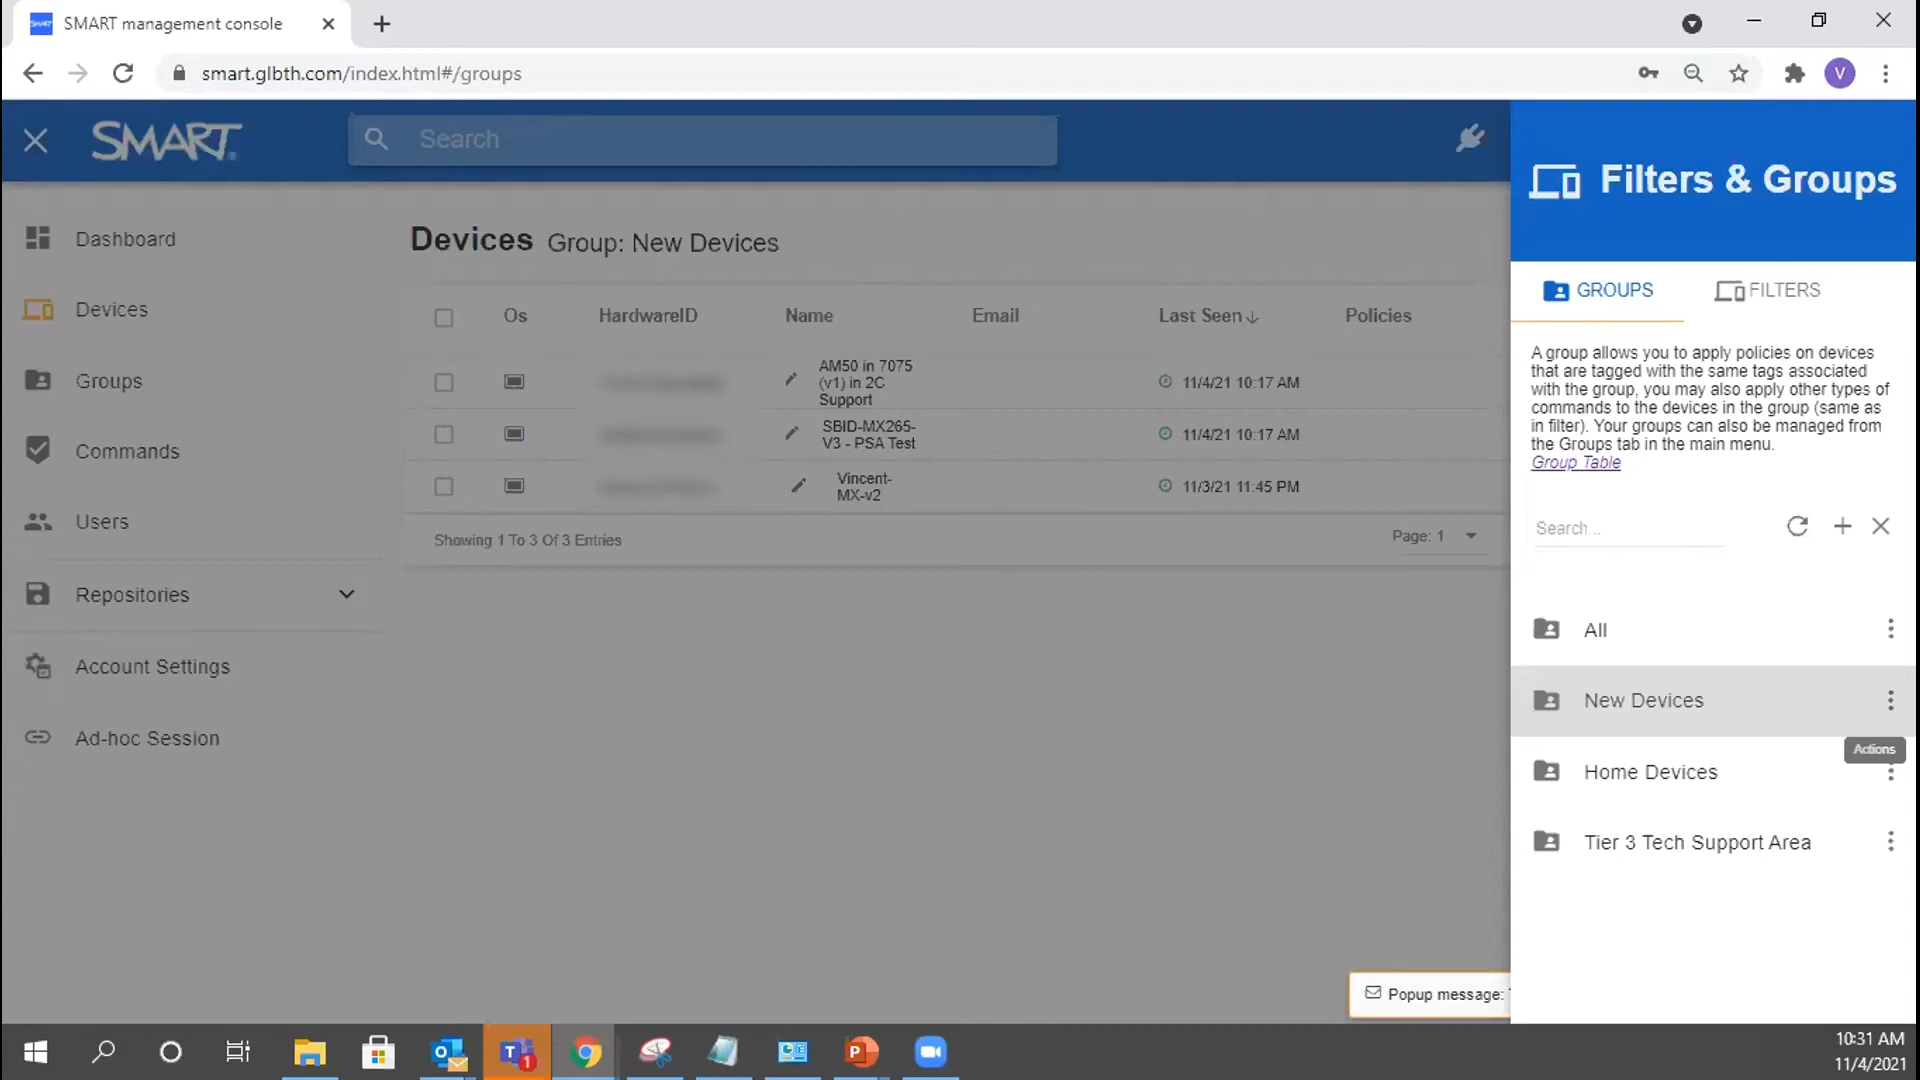 SMART management console
smart.glbth.com/index.html#/groups
V
SMART
Search
Filters & Groups
Dashboard
Devices
Groups
Commands
Users
Repositories
Account Settings
Ad-hoc Session
Devices Group: New Devices
Os HardwareID Name Email Last Seen Policies
AM50 in 7075
(v1) in 2C
Support
11/4/21 10:17 AM
SBID-MX265-
V3 - PSA Test
11/4/21 10:17 AM
Vincent-
MX-v2
11/3/21 11:45 PM
Showing 1 To 3 Of 3 Entries
Page: 1
GROUPS FILTERS
A group allows you to apply policies on devices
that are tagged with the same tags associated
with the group, you may also apply other types of
commands to the devices in the group (same as
in filter). Your groups can also be managed from
the Groups tab in the main menu.
Group Table
Search...
All
New Devices
Actions
Home Devices
Tier 3 Tech Support Area
Popup message:
10:31 AM
11/4/2021